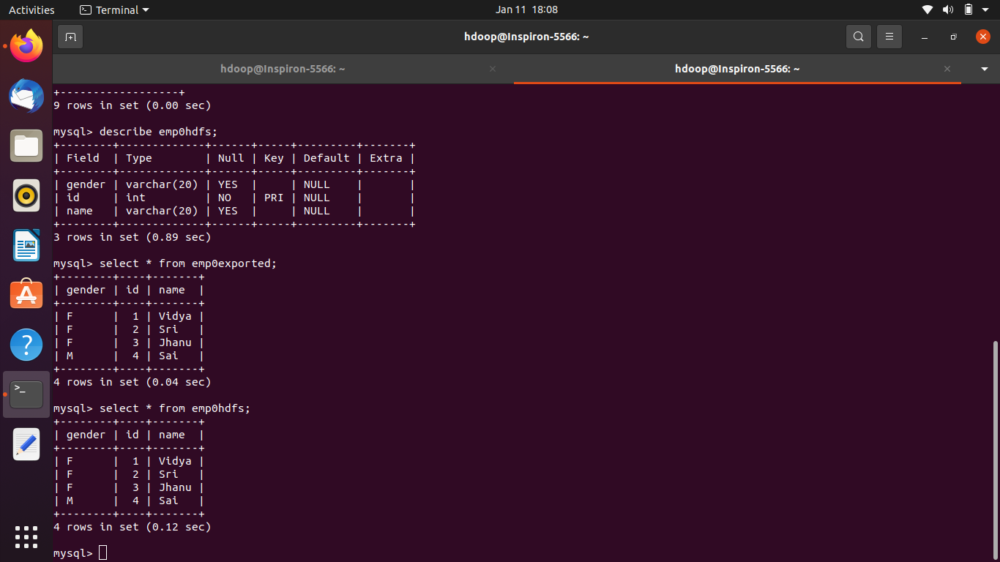 Activities
Terminal
Jan 11 18:08
hdoop@Inspiron-5566: ~
hdoop@Inspiron-5566: ~
hdoop@Inspiron-5566: ~
+------------------+
9 rows in set (0.00 sec)
mysql> describe emp0hdfs;
+--------+-------------+------+-----+---------+-------+
| Field  | Type        | Null | Key | Default | Extra |
+--------+-------------+------+-----+---------+-------+
| gender | varchar(20) | YES  |     | NULL    |       |
| id     | int         | NO   | PRI | NULL    |       |
| name   | varchar(20) | YES  |     | NULL    |       |
+--------+-------------+------+-----+---------+-------+
3 rows in set (0.89 sec)
mysql> select * from emp0exported;
+--------+----+-------+
| gender | id | name  |
+--------+----+-------+
| F      |  1 | Vidya |
| F      |  2 | Sri   |
| F      |  3 | Jhanu |
| M      |  4 | Sai   |
+--------+----+-------+
4 rows in set (0.04 sec)
mysql> select * from emp0hdfs;
+--------+----+-------+
| gender | id | name  |
+--------+----+-------+
| F      |  1 | Vidya |
| F      |  2 | Sri   |
| F      |  3 | Jhanu |
| M      |  4 | Sai   |
+--------+----+-------+
4 rows in set (0.12 sec)
mysql>